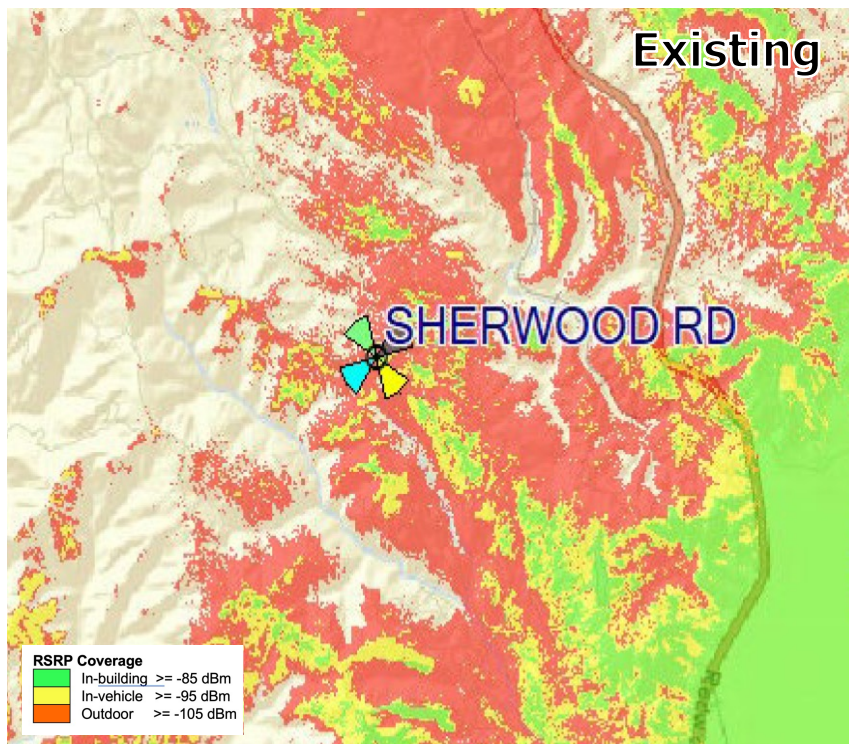 Existing
SHERWOOD RD
RSRP Coverage
In-building >= -85 dBm
In-vehicle >= -95 dBm
Outdoor >= -105 dBm